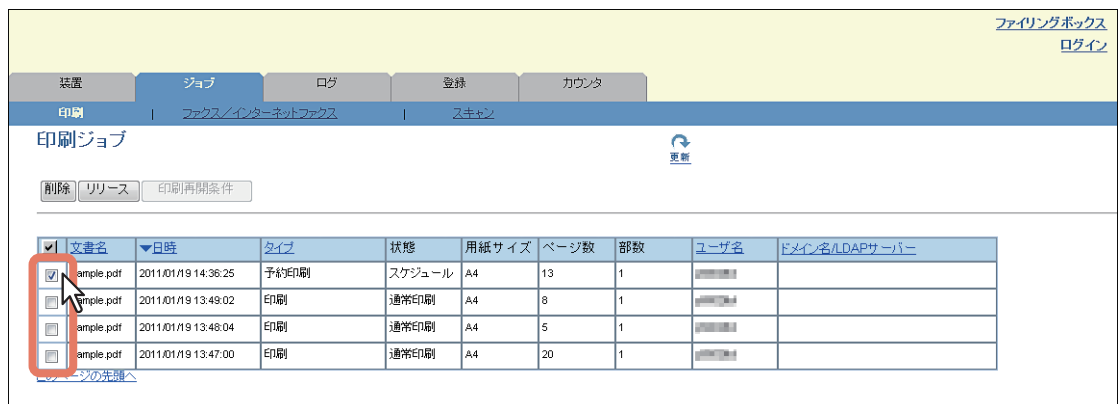 ファイリングボックス
ログイン
装置 ジョブ ログ 登録 カウンタ
印刷 | ファクス／インターネットファクス | スキャン
印刷ジョブ
更新
削除 リリース 印刷再開条件
文書名 ▼日時 タイプ 状態 用紙サイズ ページ数 部数 ユーザ名 ドメイン名/LDAPサーバー
ample.pdf 2011/01/19 14:36:25 予約印刷 スケジュール A4 13 1
ample.pdf 2011/01/19 13:49:02 印刷 通常印刷 A4 8 1
ample.pdf 2011/01/19 13:48:04 印刷 通常印刷 A4 5 1
ample.pdf 2011/01/19 13:47:00 印刷 通常印刷 A4 20 1
このページの先頭へ